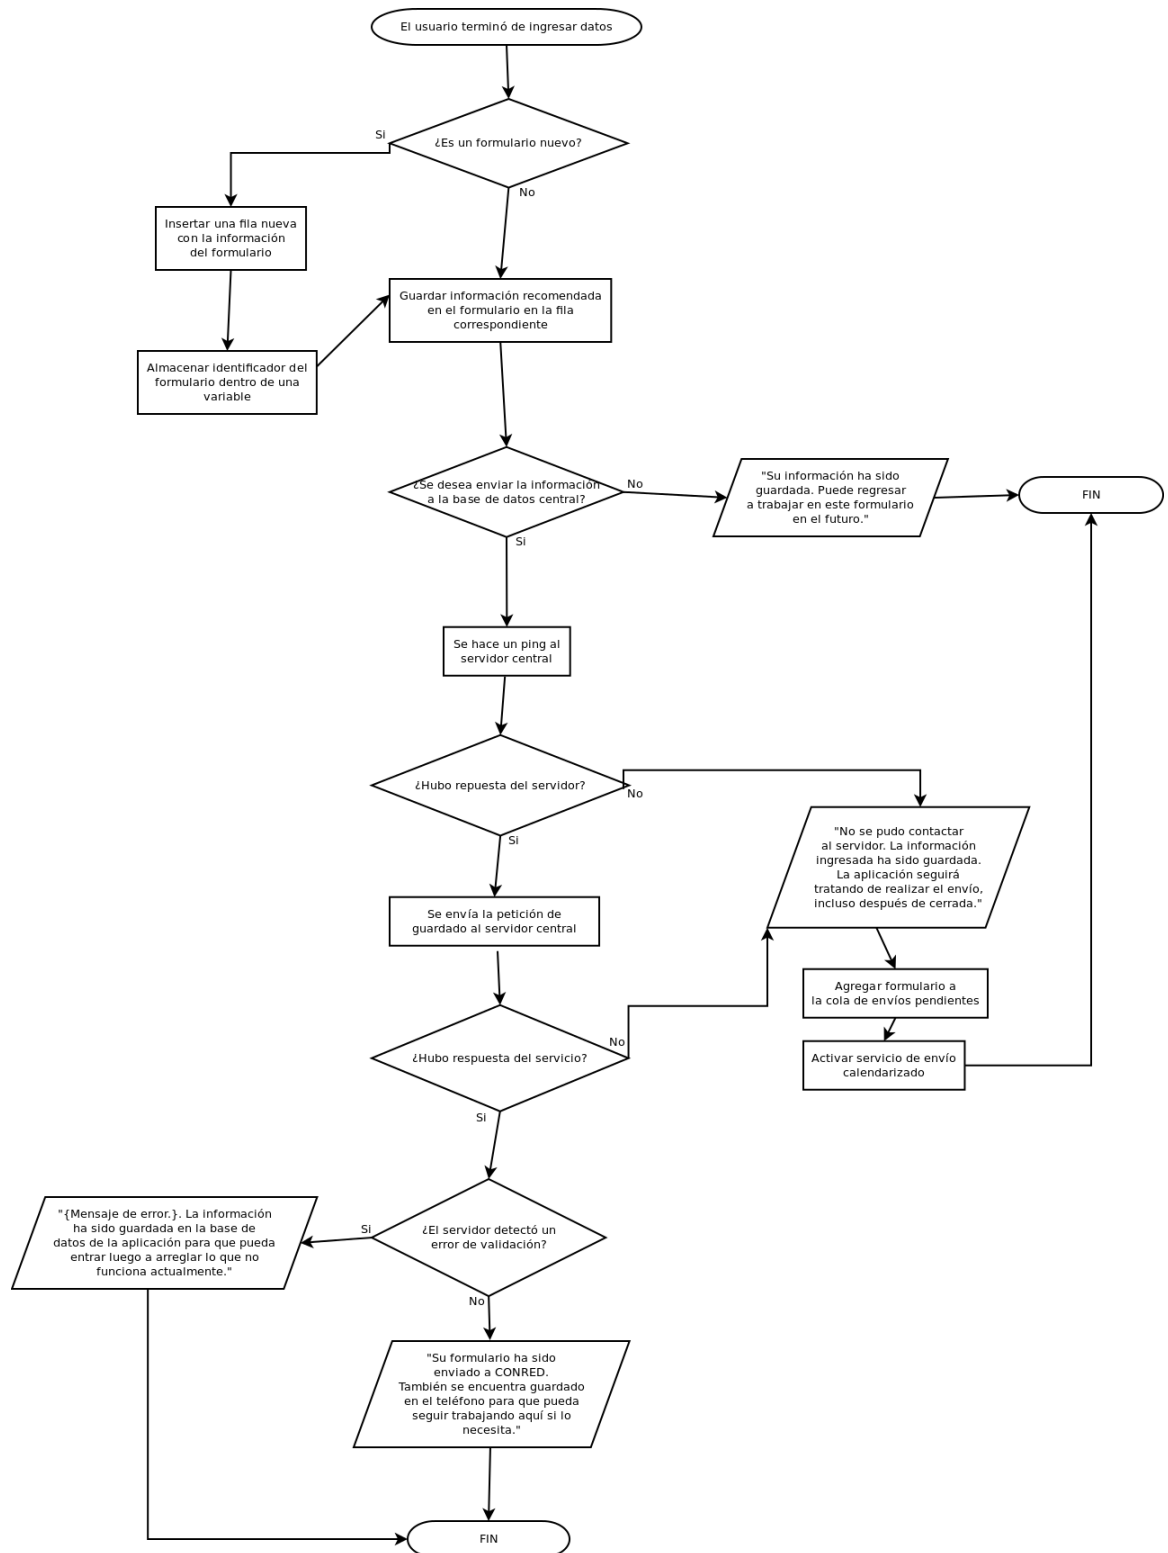 El usuario terminó de ingresar datos
¿Es un formulario nuevo?
Si
No
Insertar una fila nueva
con la información
del formulario
Almacenar identificador del
formulario dentro de una
variable
Guardar información recomendada
en el formulario en la fila
correspondiente
¿Se desea enviar la información
a la base de datos central?
No
Si
"Su información ha sido
guardada. Puede regresar
a trabajar en este formulario
en el futuro."
FIN
Se hace un ping al
servidor central
¿Hubo repuesta del servidor?
No
Si
"No se pudo contactar
al servidor. La información
ingresada ha sido guardada.
La aplicación seguirá
tratando de realizar el envío,
incluso después de cerrada."
Se envía la petición de
guardado al servidor central
Agregar formulario a
la cola de envíos pendientes
Activar servicio de envío
calendarizado
¿Hubo respuesta del servicio?
No
Si
¿El servidor detectó un
error de validación?
Si
No
"{Mensaje de error.}. La información
ha sido guardada en la base de
datos de la aplicación para que pueda
entrar luego a arreglar lo que no
funciona actualmente."
"Su formulario ha sido
enviado a CONRED.
También se encuentra guardado
en el teléfono para que pueda
seguir trabajando aquí si lo
necesita."
FIN